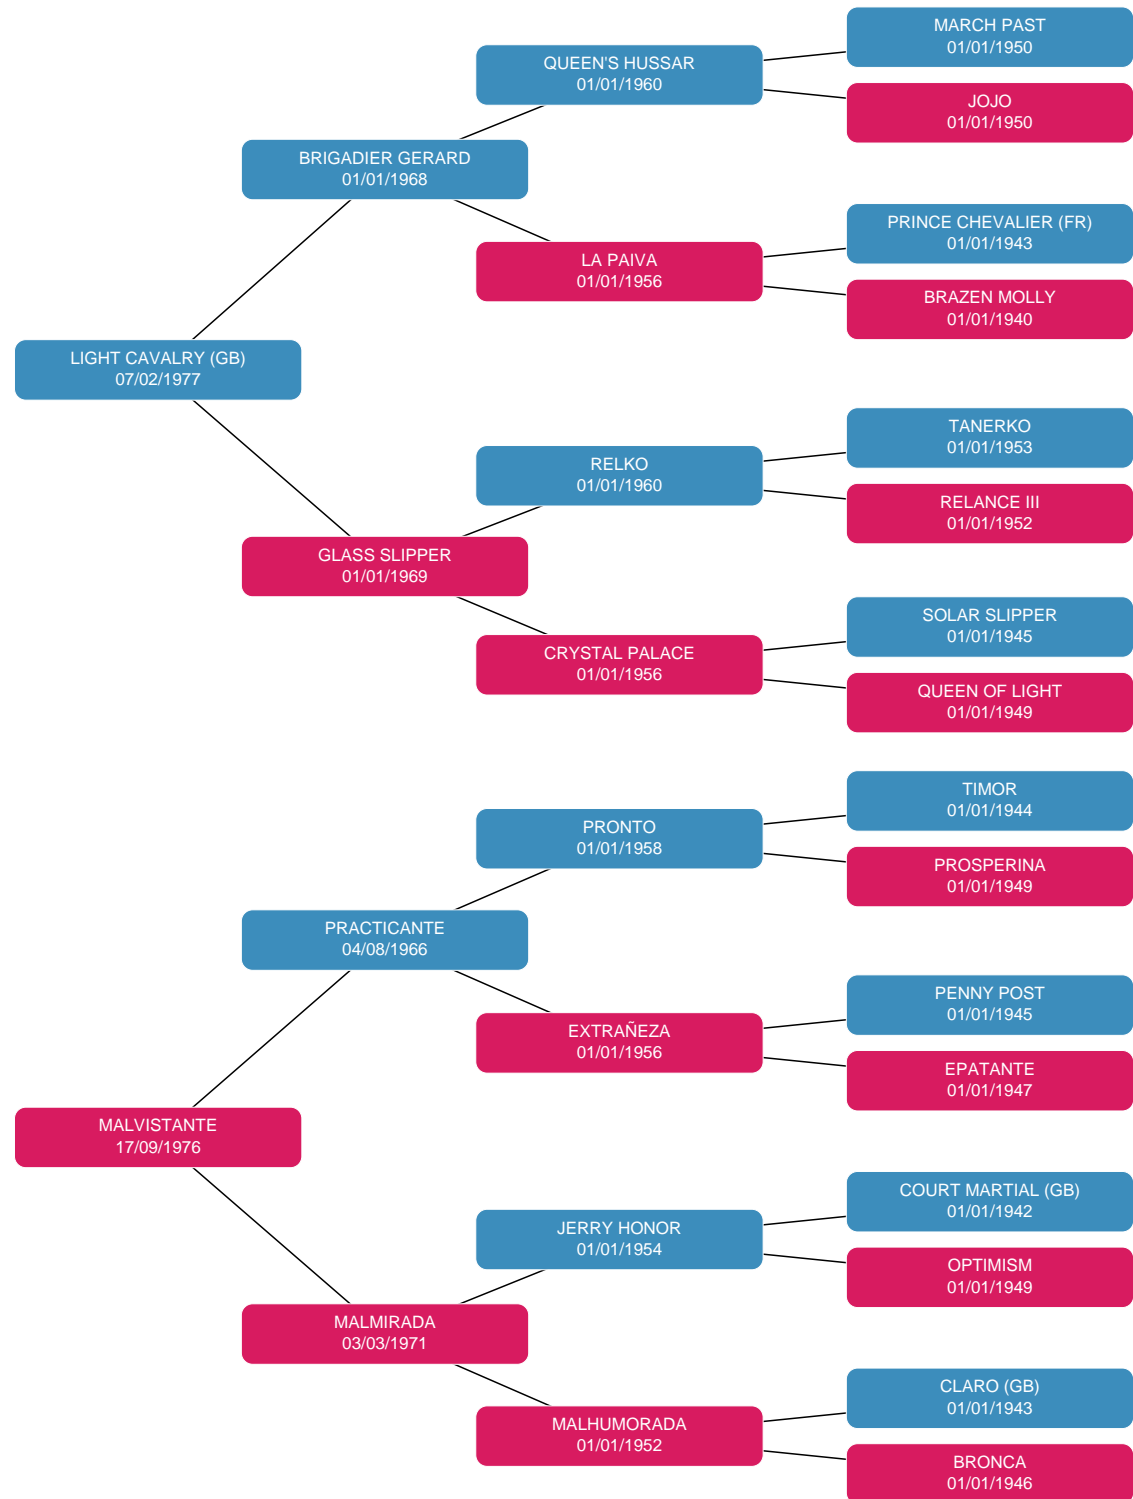 MARCH PAST
01/01/1950
QUEEN'S HUSSAR
01/01/1960
JOJO
01/01/1950
BRIGADIER GERARD
01/01/1968
PRINCE CHEVALIER (FR)
01/01/1943
LA PAIVA
01/01/1956
BRAZEN MOLLY
01/01/1940
LIGHT CAVALRY (GB)
07/02/1977
TANERKO
01/01/1953
RELKO
01/01/1960
RELANCE III
01/01/1952
GLASS SLIPPER
01/01/1969
SOLAR SLIPPER
01/01/1945
CRYSTAL PALACE
01/01/1956
QUEEN OF LIGHT
01/01/1949
TIMOR
01/01/1944
PRONTO
01/01/1958
PROSPERINA
01/01/1949
PRACTICANTE
04/08/1966
PENNY POST
01/01/1945
EXTRAÑEZA
01/01/1956
EPATANTE
01/01/1947
MALVISTANTE
17/09/1976
COURT MARTIAL (GB)
01/01/1942
JERRY HONOR
01/01/1954
OPTIMISM
01/01/1949
MALMIRADA
03/03/1971
CLARO (GB)
01/01/1943
MALHUMORADA
01/01/1952
BRONCA
01/01/1946